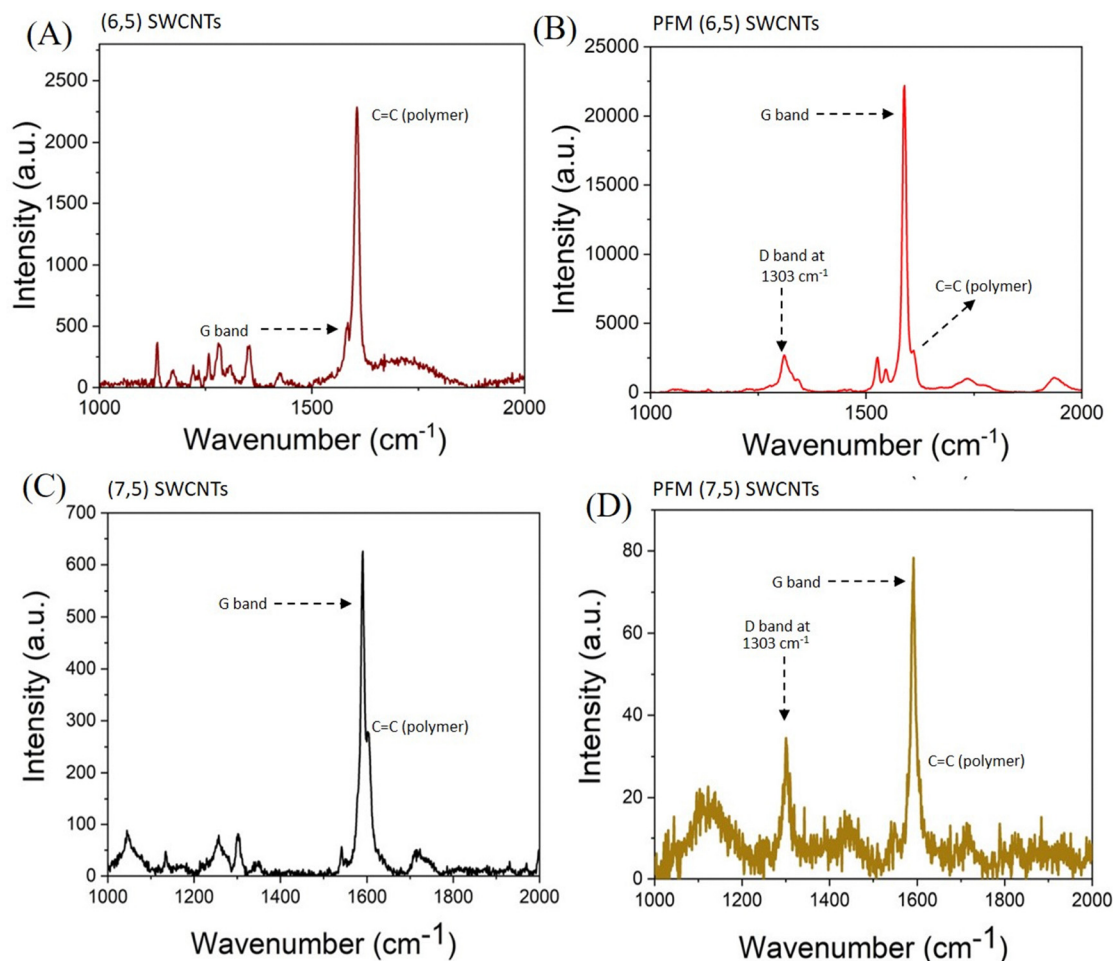 (A)
(6,5) SWCNTs
Intensity (a.u.)
2500
2000
1500
1000
500
0
C=C (polymer)
G band
1000
1500
2000
Wavenumber (cm⁻¹)
(B)
PFM (6,5) SWCNTs
Intensity (a.u.)
25000
20000
15000
10000
5000
0
G band
D band at
1303 cm⁻¹
C=C (polymer)
1000
1500
2000
Wavenumber (cm⁻¹)
(C)
(7,5) SWCNTs
Intensity (a.u.)
700
600
500
400
300
200
100
0
G band
C=C (polymer)
1000
1200
1400
1600
1800
2000
Wavenumber (cm⁻¹)
(D)
PFM (7,5) SWCNTs
Intensity (a.u.)
80
60
40
20
0
G band
D band at
1303 cm⁻¹
C=C (polymer)
1000
1200
1400
1600
1800
2000
Wavenumber (cm⁻¹)